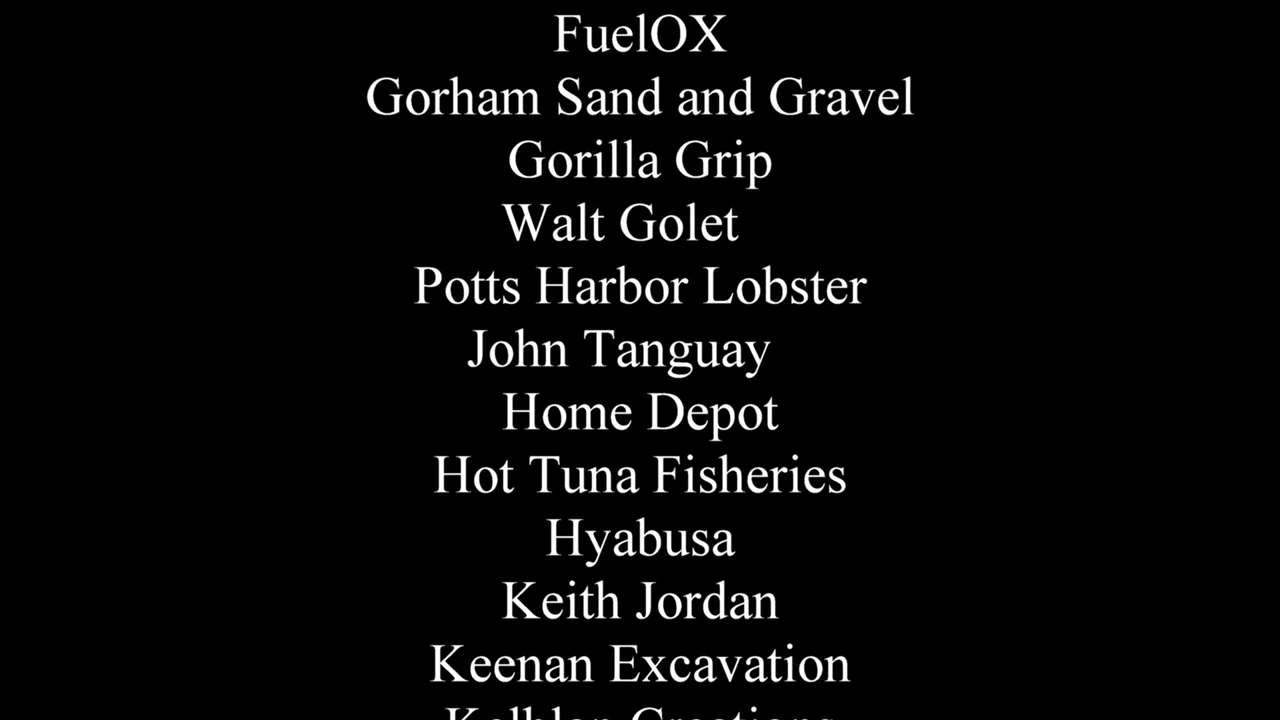 FuelOX
Gorham Sand and Gravel
Gorilla Grip
Walt Golet
Potts Harbor Lobster
John Tanguay
Home Depot
Hot Tuna Fisheries
Hyabusa
Keith Jordan
Keenan Excavation